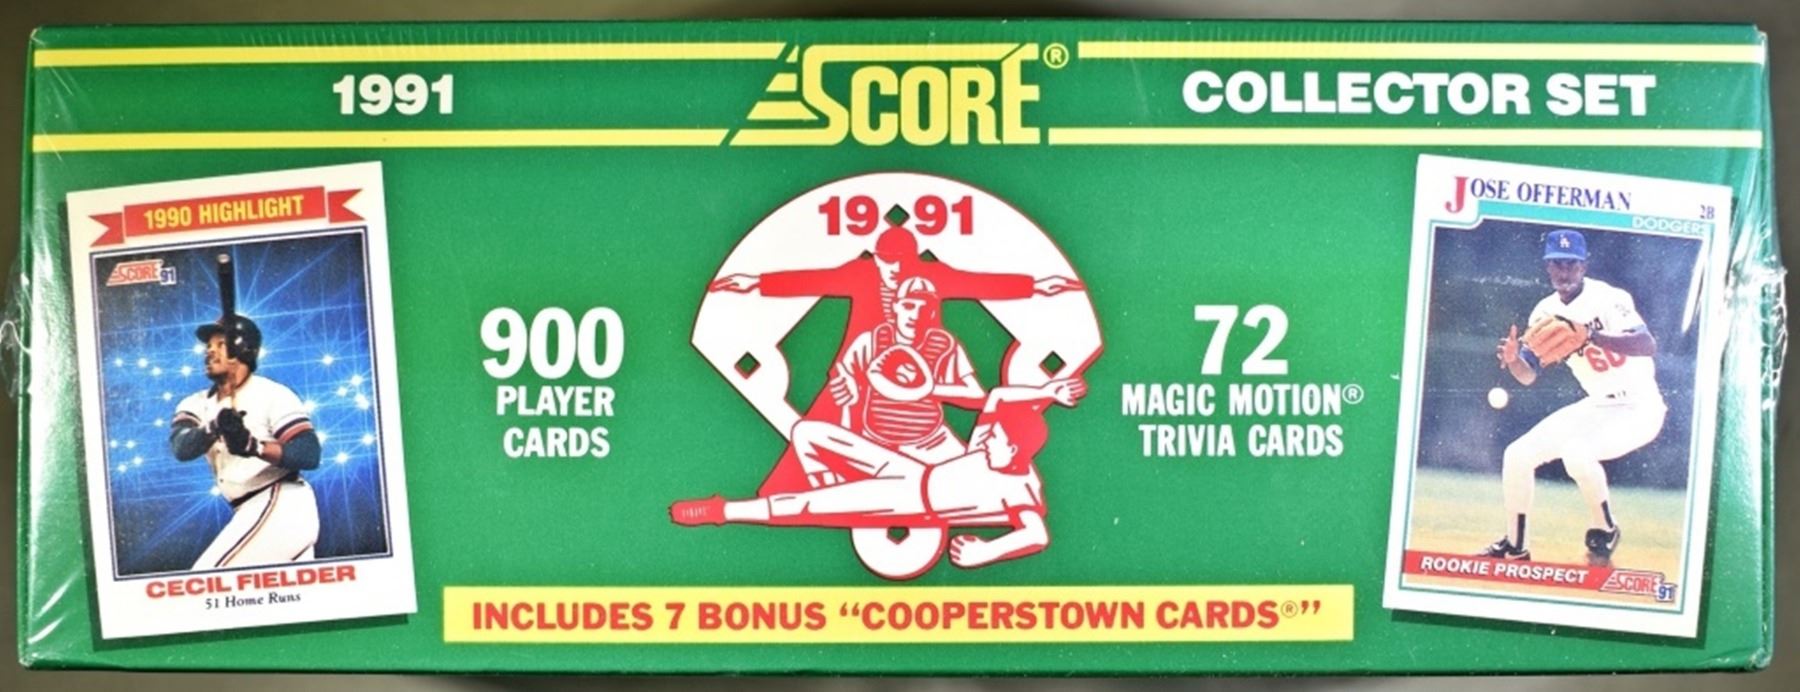 1991 SCORE® COLLECTOR SET
1990 HIGHLIGHT
SCORE 91
CECIL FIELDER
51 Home Runs
900
PLAYER
CARDS
19 91
72
MAGIC MOTION®
TRIVIA CARDS
JOSE OFFERMAN
2B
DODGERS
60
ROOKIE PROSPECT SCORE 91
INCLUDES 7 BONUS “COOPERSTOWN CARDS®”